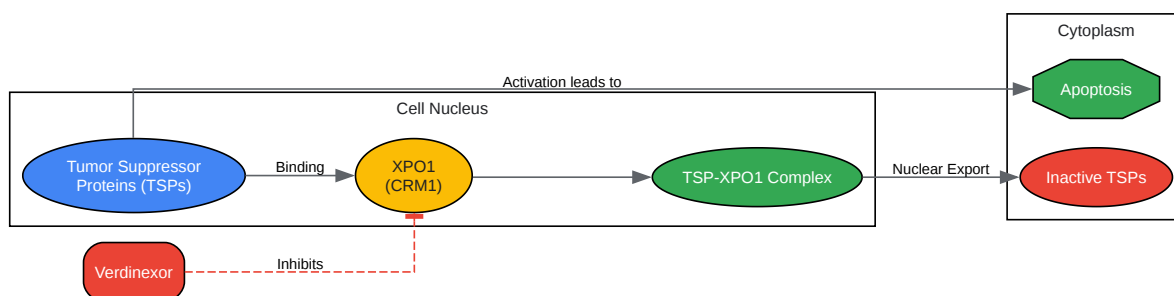 Cytoplasm
Activation leads to
Apoptosis
Cell Nucleus
Tumor Suppressor
Proteins (TSPs)
Binding
XPO1
(CRM1)
TSP-XPO1 Complex
Nuclear Export
Inactive TSPs
Verdinexor
Inhibits